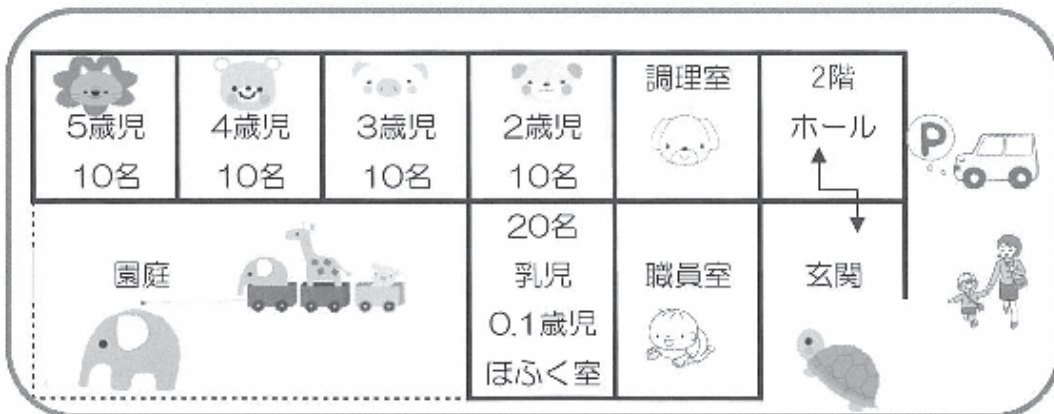 5歳児
10名
4歳児
10名
3歳児
10名
2歳児
10名
調理室
2階
ホール
P
園庭
20名
乳児
0.1歳児
ほふく室
職員室
玄関